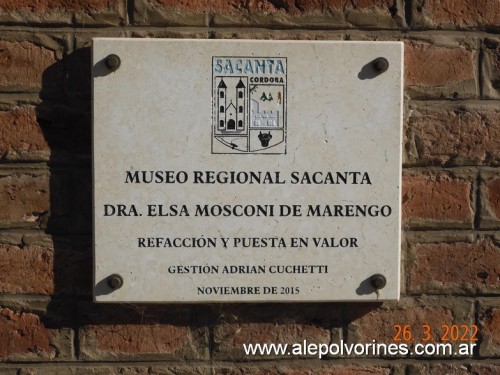 SACANTA
CORDOBA
MUSEO REGIONAL SACANTA
DRA. ELSA MOSCONI DE MARENGO
REFACCIÓN Y PUESTA EN VALOR
GESTIÓN ADRIAN CUCHETTI
NOVIEMBRE DE 2015
26 3 2022
www.alepolvorines.com.ar